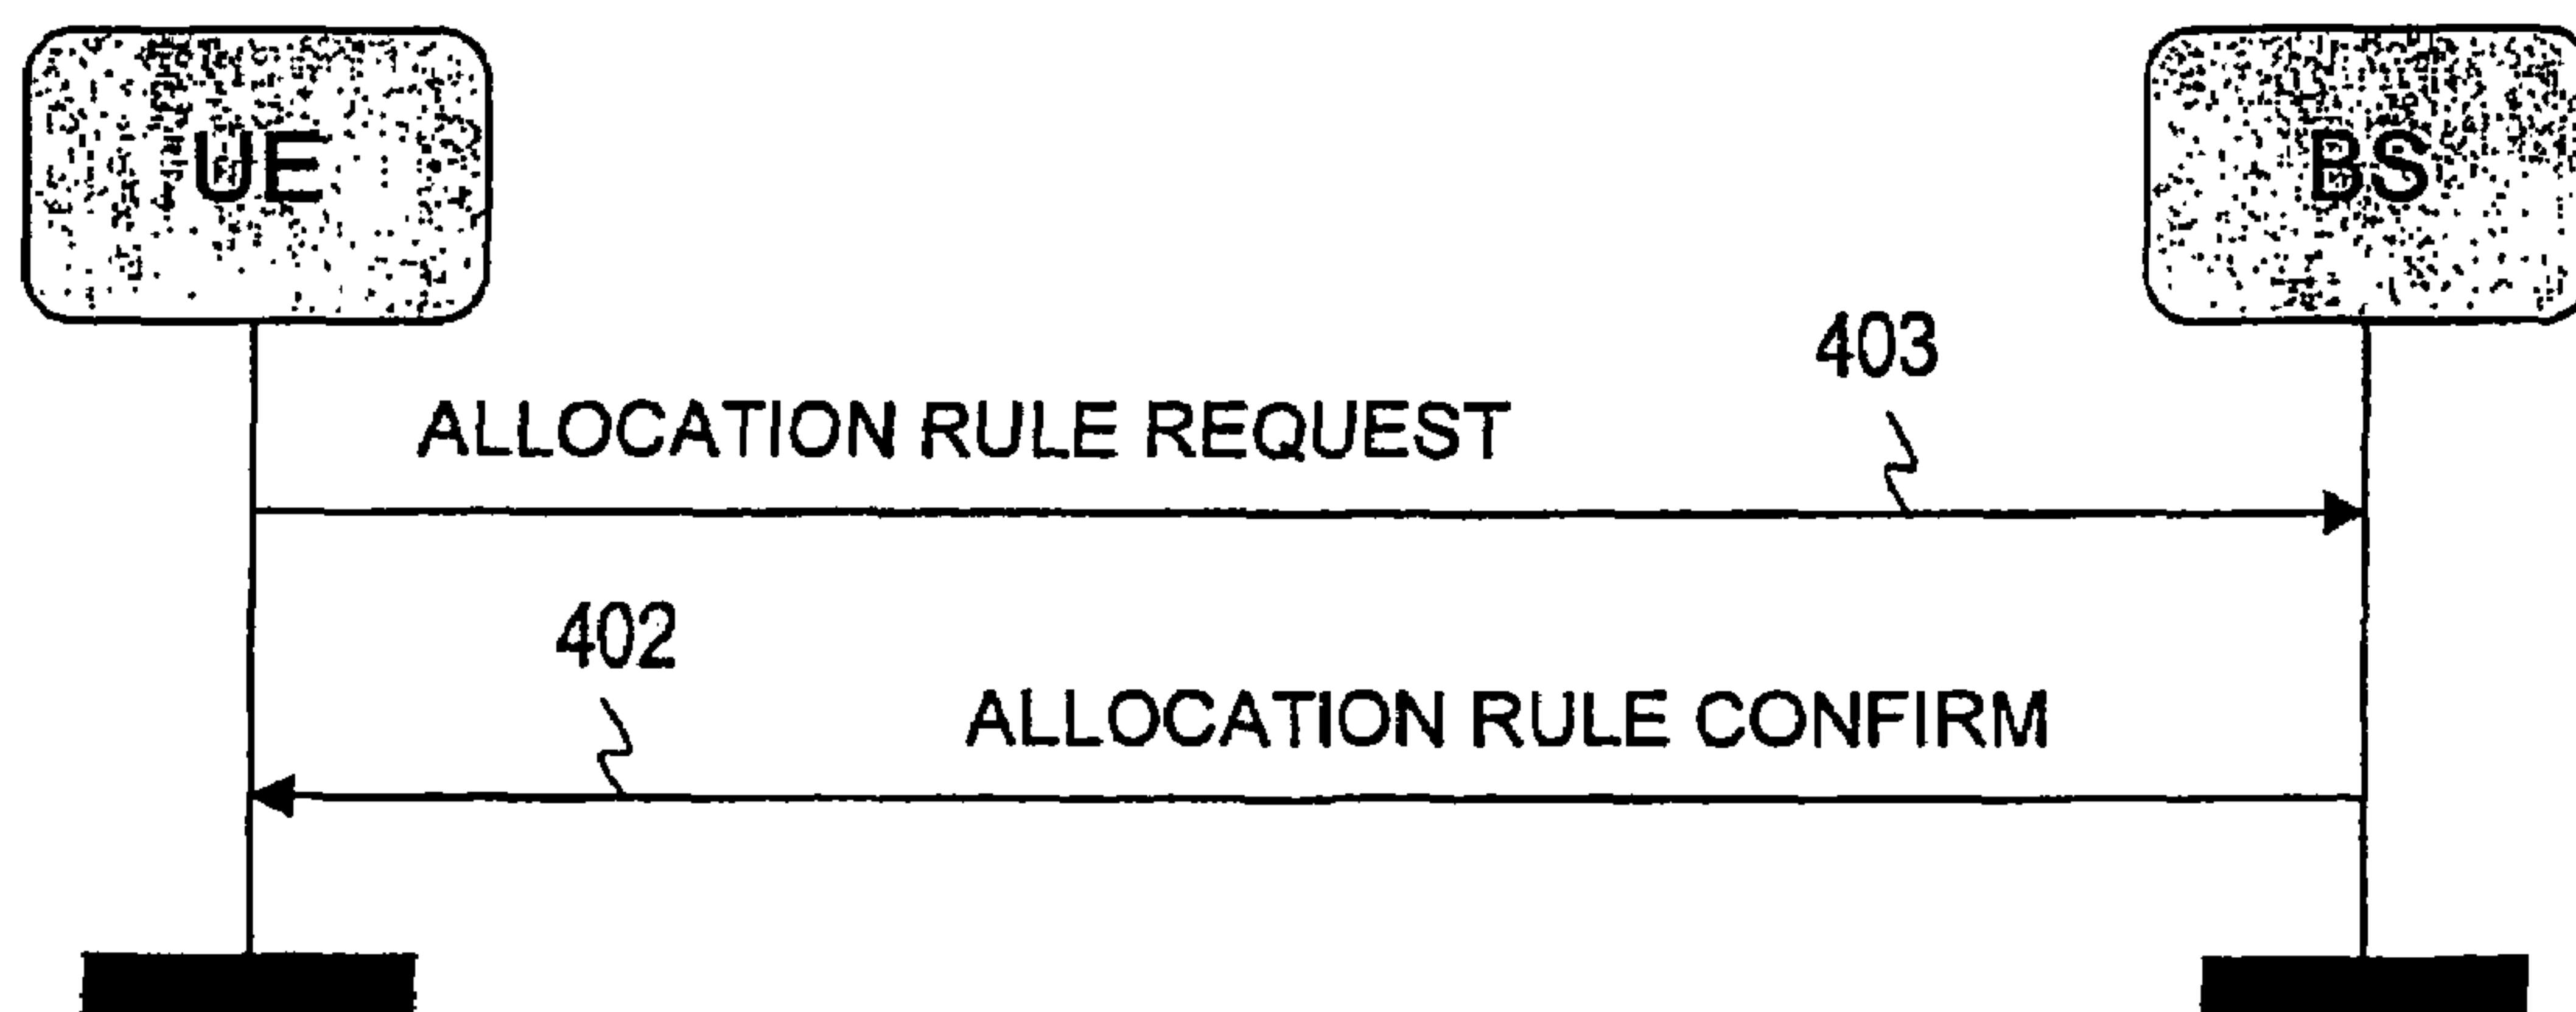 UE
BS
403
ALLOCATION RULE REQUEST
402
ALLOCATION RULE CONFIRM